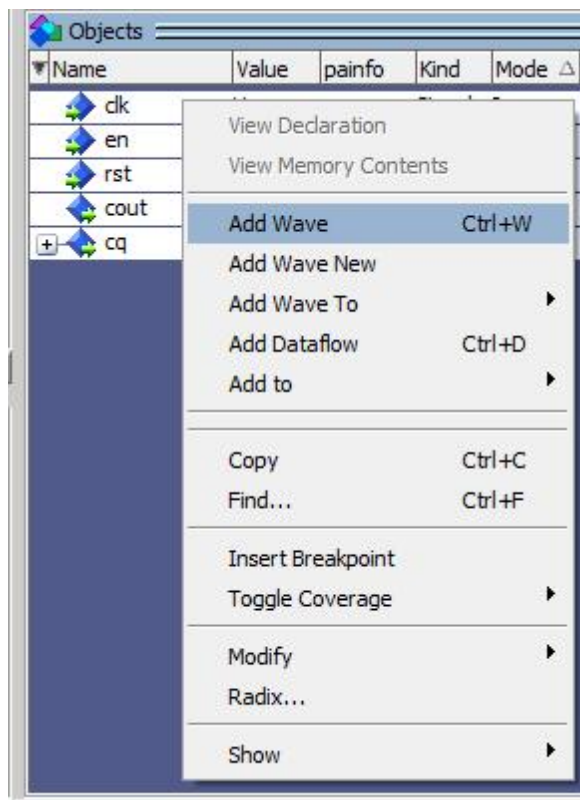 Objects
Name Value painfo Kind Mode
clk
en
rst
cout
cq
View Declaration
View Memory Contents
Add Wave Ctrl+W
Add Wave New
Add Wave To
Add Dataflow Ctrl+D
Add to
Copy Ctrl+C
Find... Ctrl+F
Insert Breakpoint
Toggle Coverage
Modify
Radix...
Show